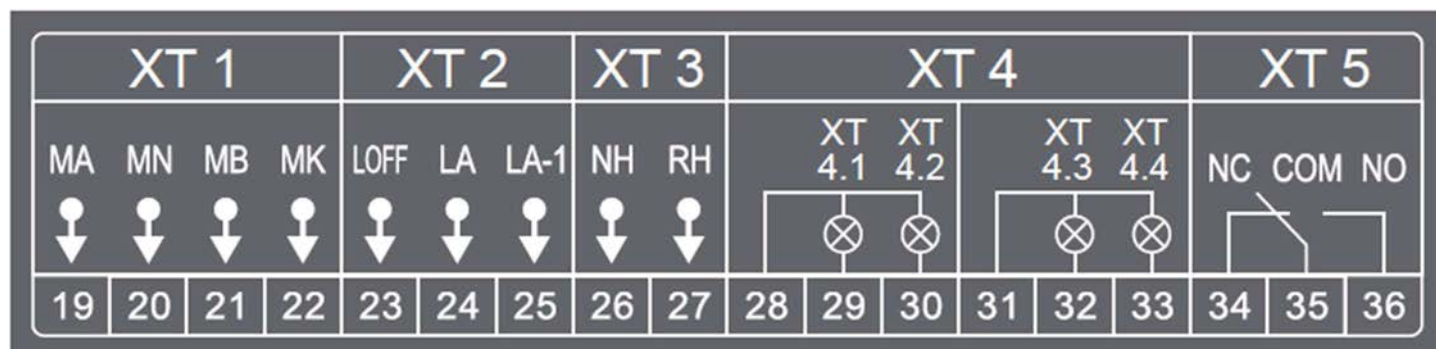 XT 1 XT 2 XT 3 XT 4 XT 5
MA MN MB MK LOFF LA LA-1 NH RH XT 4.1 XT 4.2 XT 4.3 XT 4.4 NC COM NO
19 20 21 22 23 24 25 26 27 28 29 30 31 32 33 34 35 36